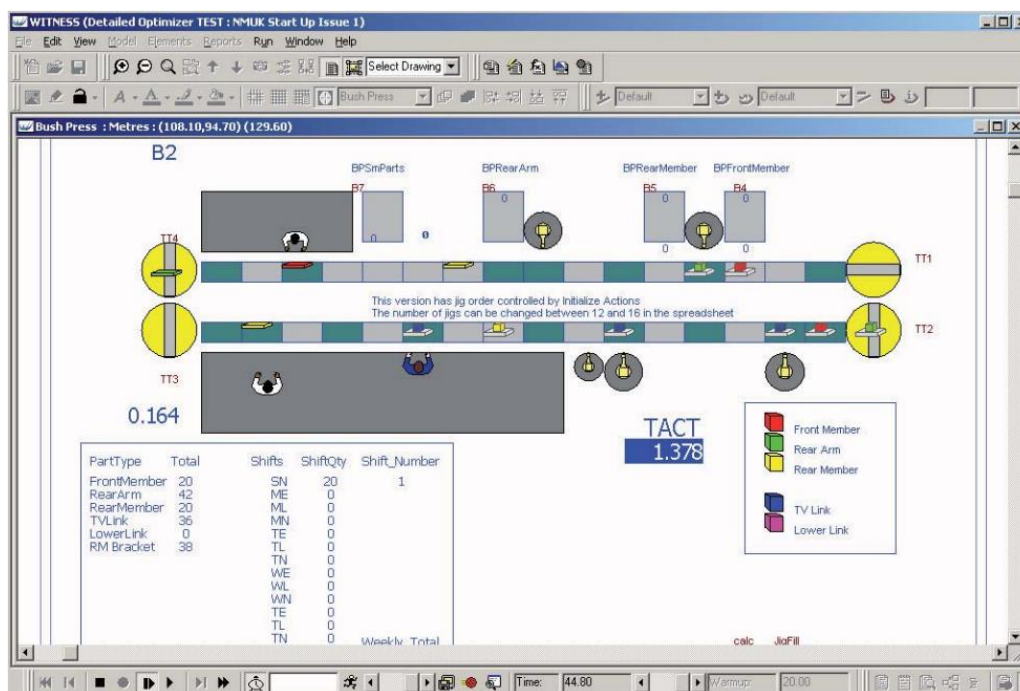 WITNESS (Detailed Optimizer TEST : NMUK Start Up Issue 1)
File Edit View Model Elements Reports Run Window Help
Select Drawing
Bush Press Default Default
Bush Press : Metres : (108.10,94.70) (129.60)
B2
BPSmParts BPRearArm BPRearMember BPFrontMember
B7 B6 B5 B4
0 0 0
0 0 0 0
TT4
TT1
This version has jig order controlled by Initialize Actions
The number of jigs can be changed between 12 and 16 in the spreadsheet
TT2
TT3
0.164
TACT
1.378
Front Member
Rear Arm
Rear Member
TV Link
Lower Link
PartType Total Shifts ShiftQty Shift_Number
FrontMember 20 SN 20 1
RearArm 42 ME 0
RearMember 20 ML 0
TVLink 36 MN 0
LowerLink 0 TE 0
RM Bracket 38 TL 0
TN 0
WE 0
WL 0
WN 0
TE 0
TL 0
TN 0 Weekly_Total
calc JigFill
Time: 44.80 Warmup: 20.00